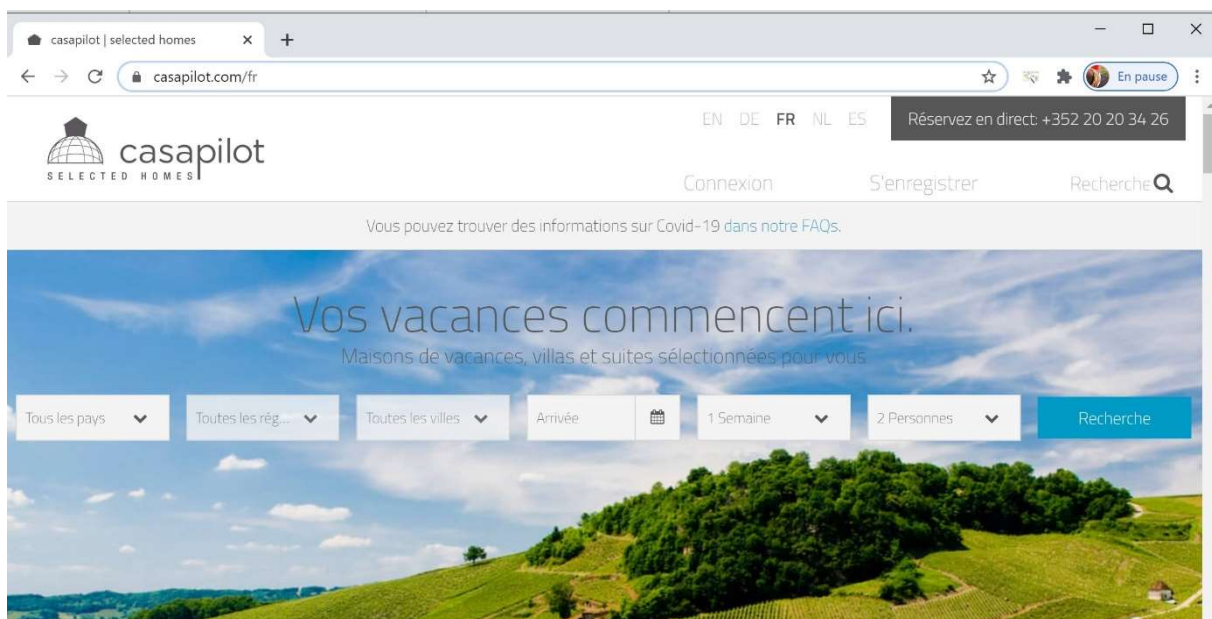 casapilot | selected homes
casapilot.com/fr
En pause
EN DE FR NL ES
Réservez en direct: +352 20 20 34 26
casapilot
SELECTED HOMES
Connexion
S'enregistrer
Recherche
Vous pouvez trouver des informations sur Covid-19 dans notre FAQs.
Vos vacances commencent ici.
Maisons de vacances, villas et suites sélectionnées pour vous
Tous les pays
Toutes les rég...
Toutes les villes
Arrivée
1 Semaine
2 Personnes
Recherche